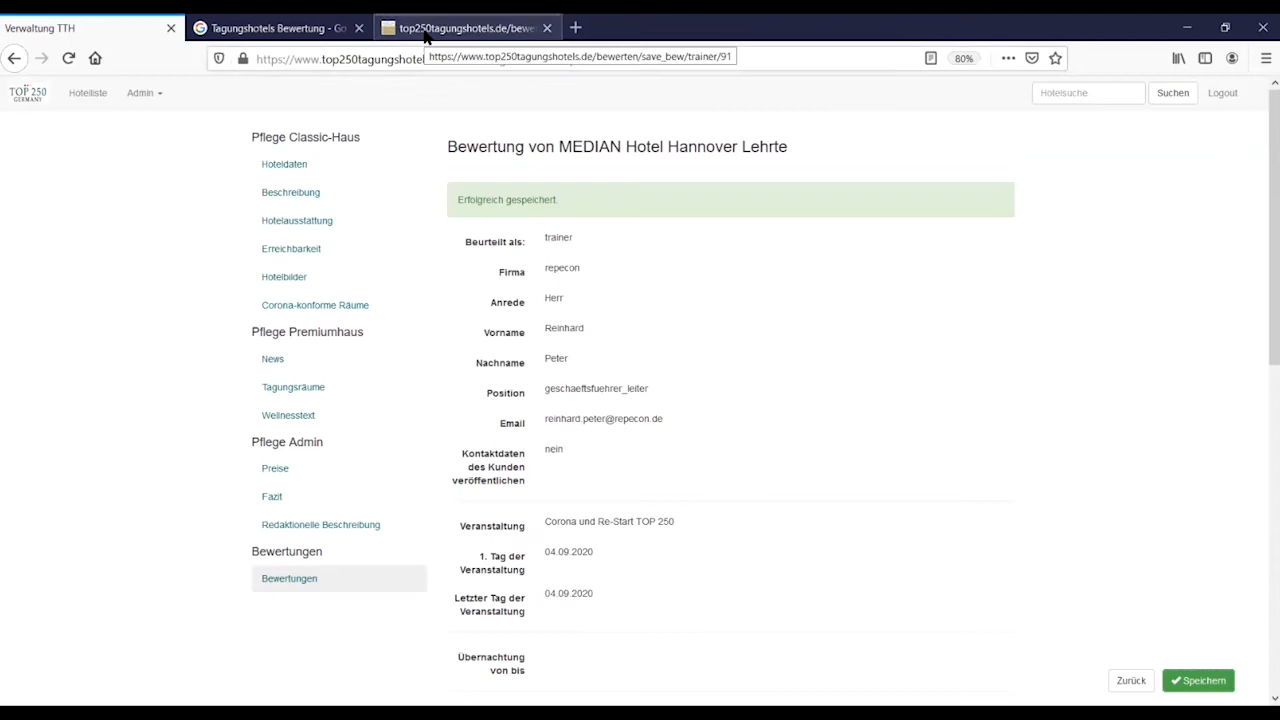 Verwaltung TTH
Tagungshotels Bewertung - Go
top250tagungshotels.de/bewe
https://www.top250tagungshotel
https://www.top250tagungshotels.de/bewerten/save_bew/trainer/91
80%
TOP 250
GERMANY
Hotelliste
Admin
Hotelsuche
Suchen
Logout
Pflege Classic-Haus
Hoteldaten
Beschreibung
Hotelausstattung
Erreichbarkeit
Hotelbilder
Corona-konforme Räume
Pflege Premiumhaus
News
Tagungsräume
Wellnesstext
Pflege Admin
Preise
Fazit
Redaktionelle Beschreibung
Bewertungen
Bewertungen
Bewertung von MEDIAN Hotel Hannover Lehrte
Erfolgreich gespeichert.
Beurteilt als: trainer
Firma repecon
Anrede Herr
Vorname Reinhard
Nachname Peter
Position geschaeftsfuehrer_leiter
Email reinhard.peter@repecon.de
Kontaktdaten nein
des Kunden
veröffentlichen
Veranstaltung Corona und Re-Start TOP 250
1. Tag der 04.09.2020
Veranstaltung
Letzter Tag der 04.09.2020
Veranstaltung
Übernachtung
von bis
Zurück
Speichern